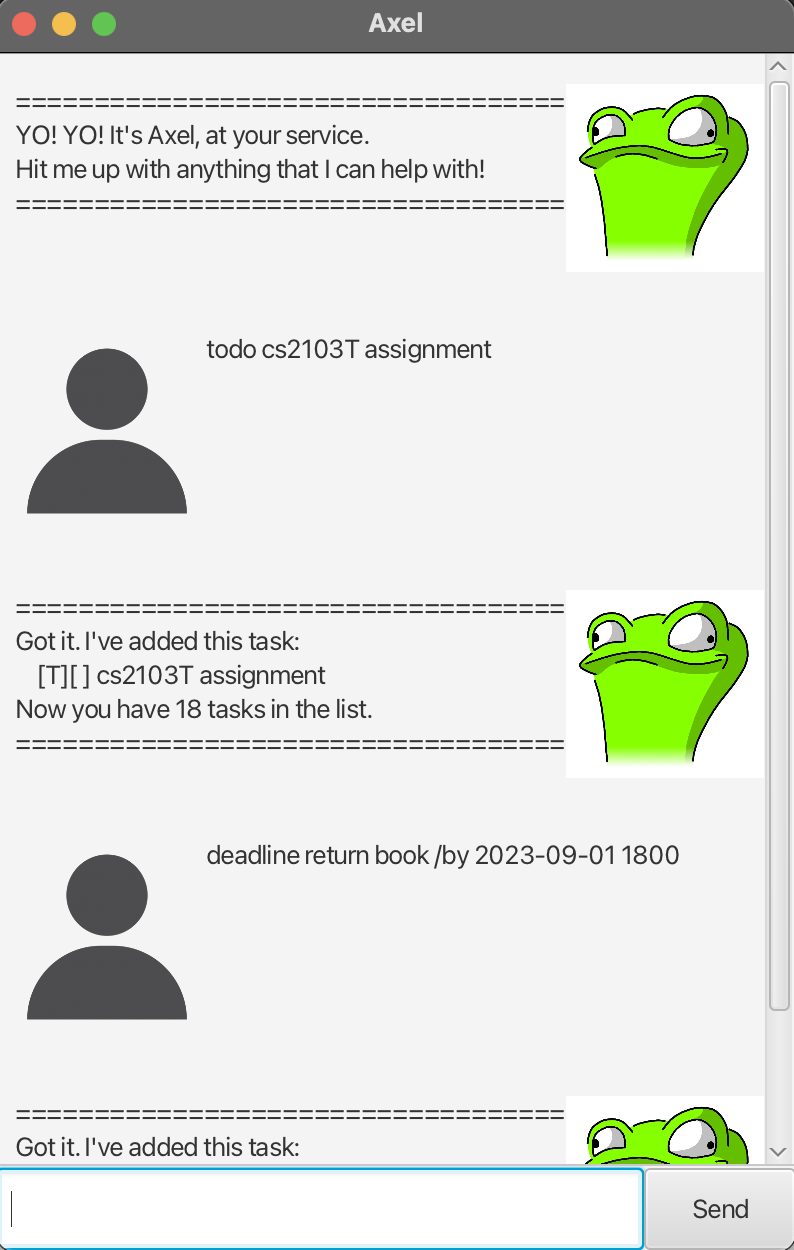 Axel
==================================
YO! YO! It's Axel, at your service.
Hit me up with anything that I can help with!
==================================
todo cs2103T assignment
==================================
Got it. I've added this task:
[T][ ] cs2103T assignment
Now you have 18 tasks in the list.
==================================
deadline return book /by 2023-09-01 1800
==================================
Got it. I've added this task:
Send